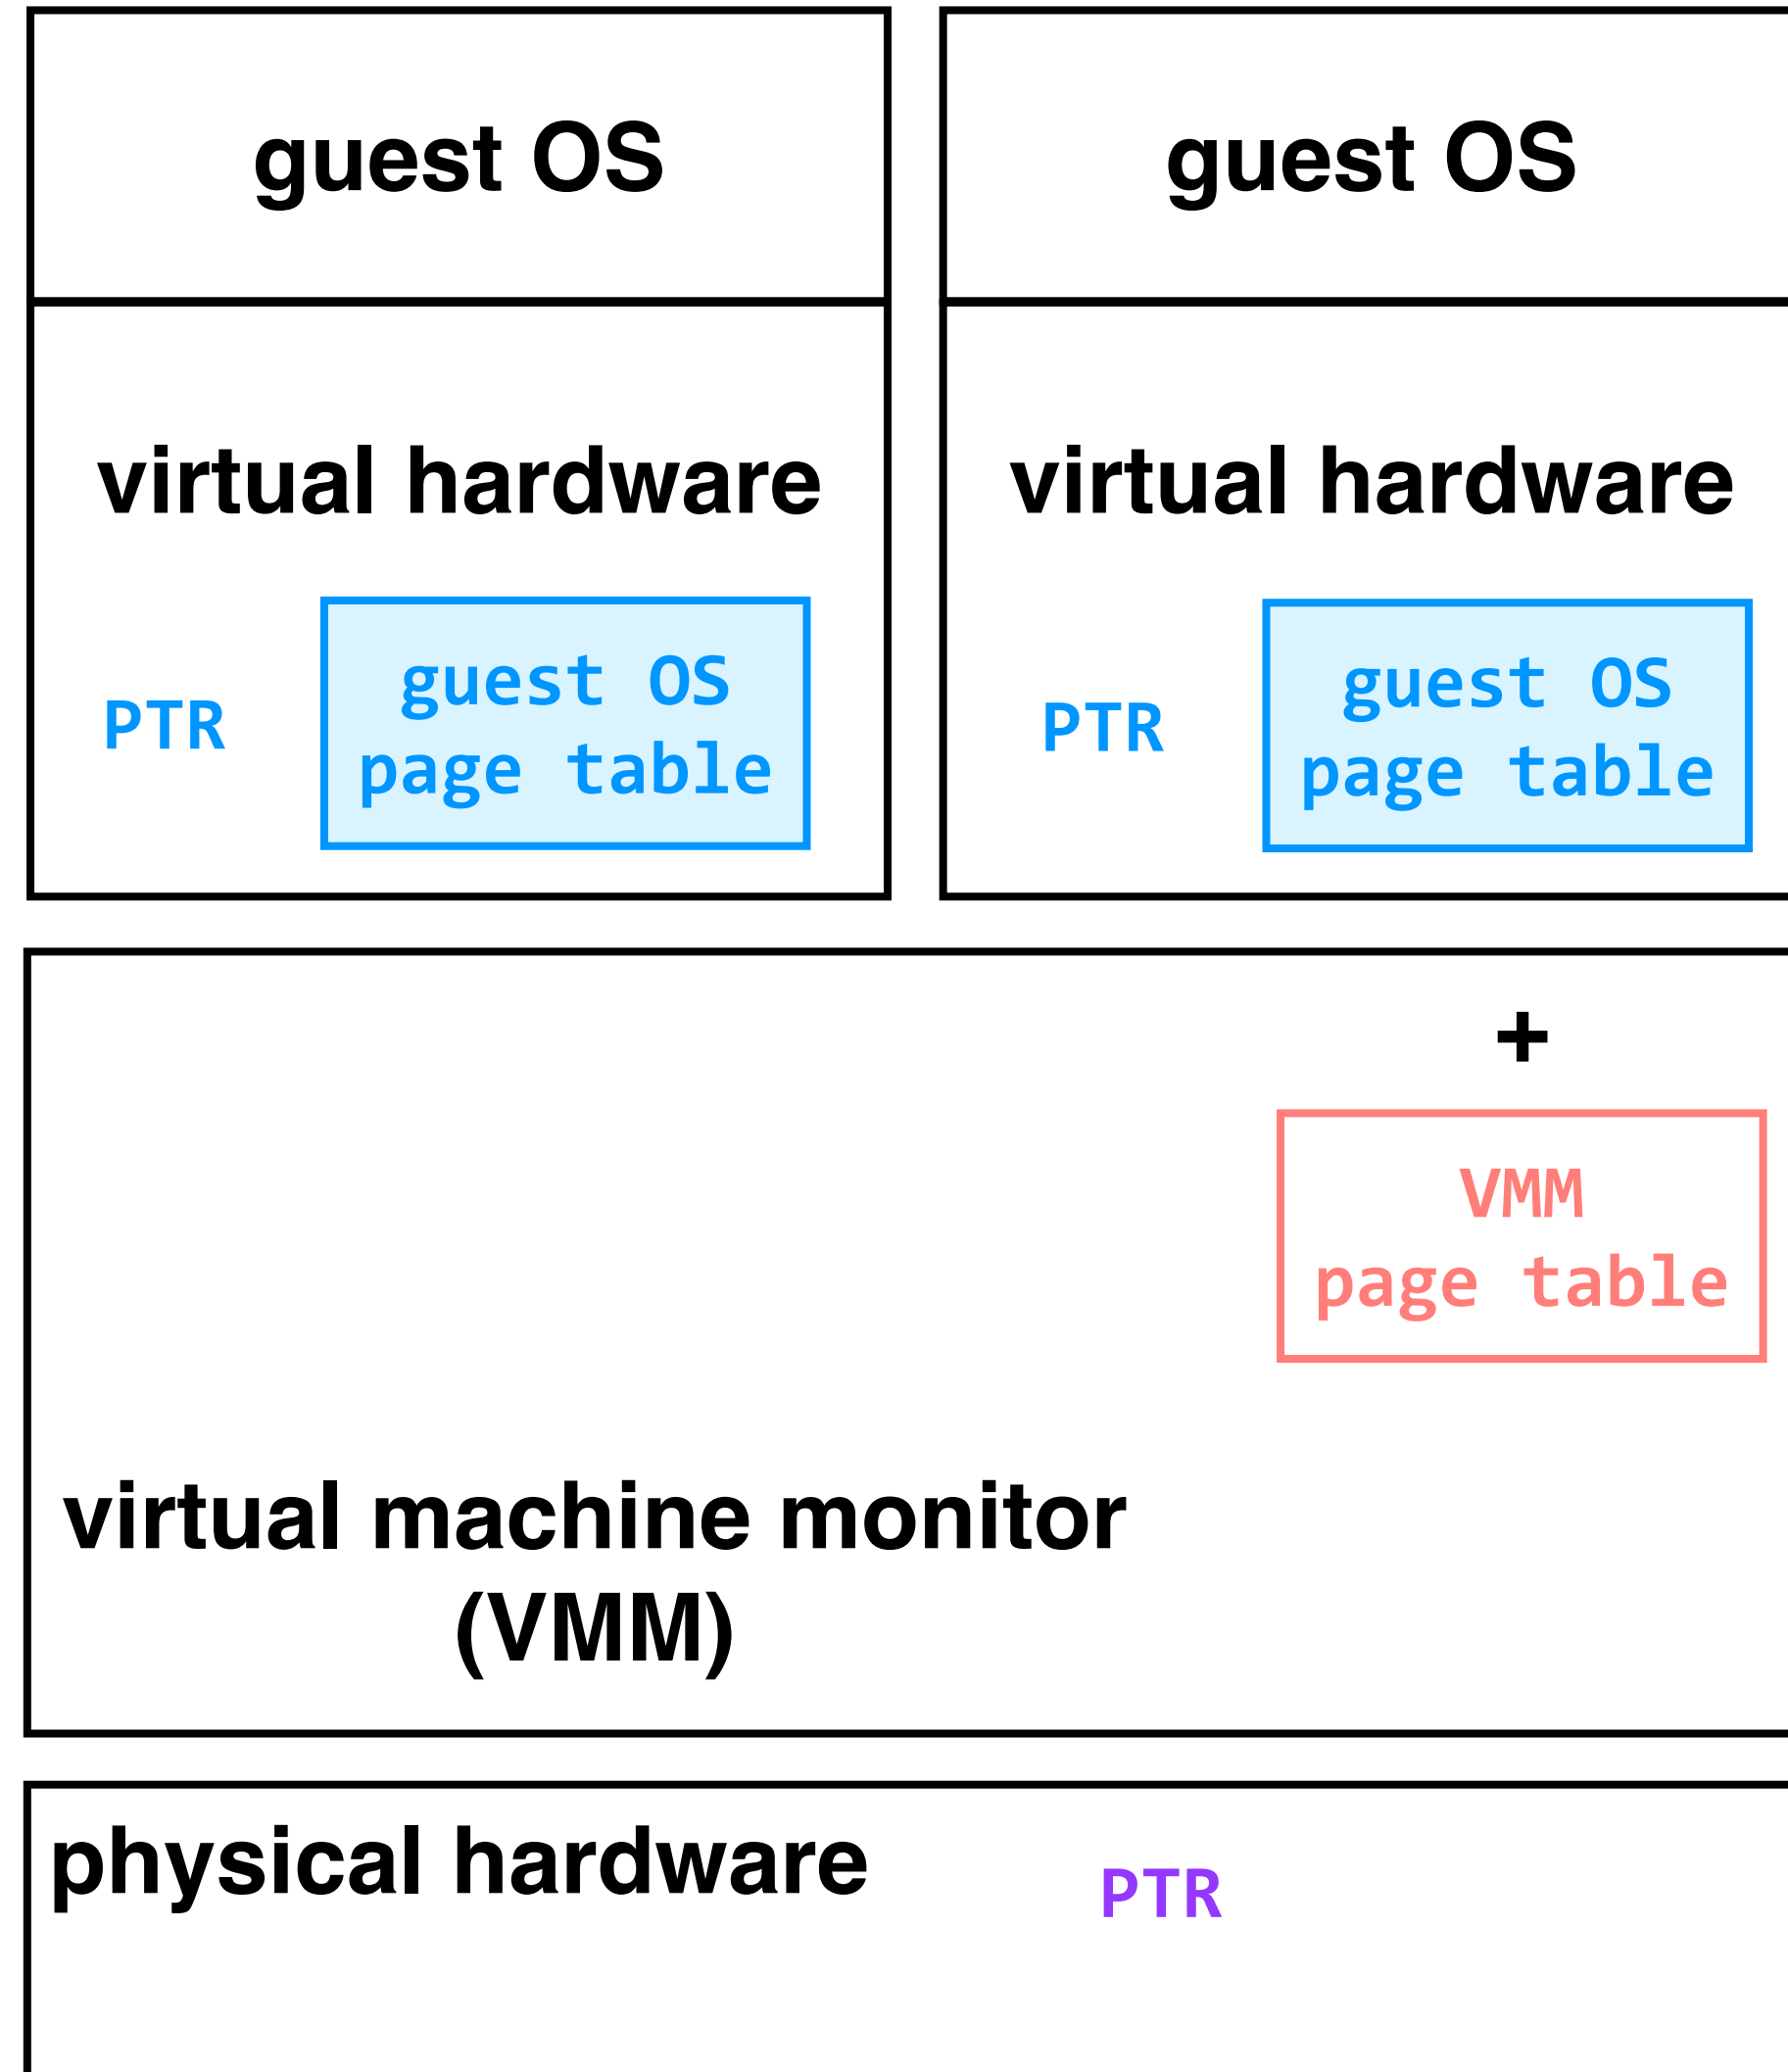 guest OS
guest OS
virtual hardware
virtual hardware
PTR
guest OS
page table
PTR
guest OS
page table
+
VMM
page table
virtual machine monitor
(VMM)
physical hardware
PTR